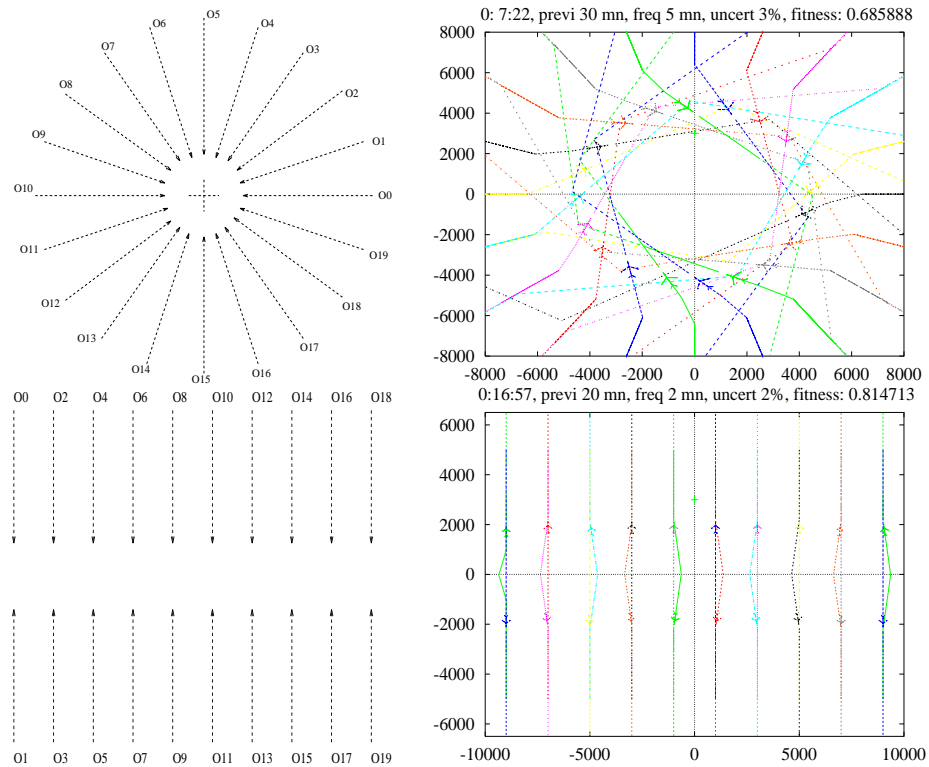 O5
O6
O4
O7
O3
O8
O2
O9
O1
O10
O0
O11
O19
O12
O18
O13
O17
O14
O16
O15
0: 7:22, previ 30 mn, freq 5 mn, uncert 3%, fitness: 0.685888
8000
6000
4000
2000
0
-2000
-4000
-6000
-8000
-8000 -6000 -4000 -2000 0 2000 4000 6000 8000
O0 O2 O4 O6 O8 O10 O12 O14 O16 O18
O1 O3 O5 O7 O9 O11 O13 O15 O17 O19
0:16:57, previ 20 mn, freq 2 mn, uncert 2%, fitness: 0.814713
6000
4000
2000
0
-2000
-4000
-6000
-10000 -5000 0 5000 10000